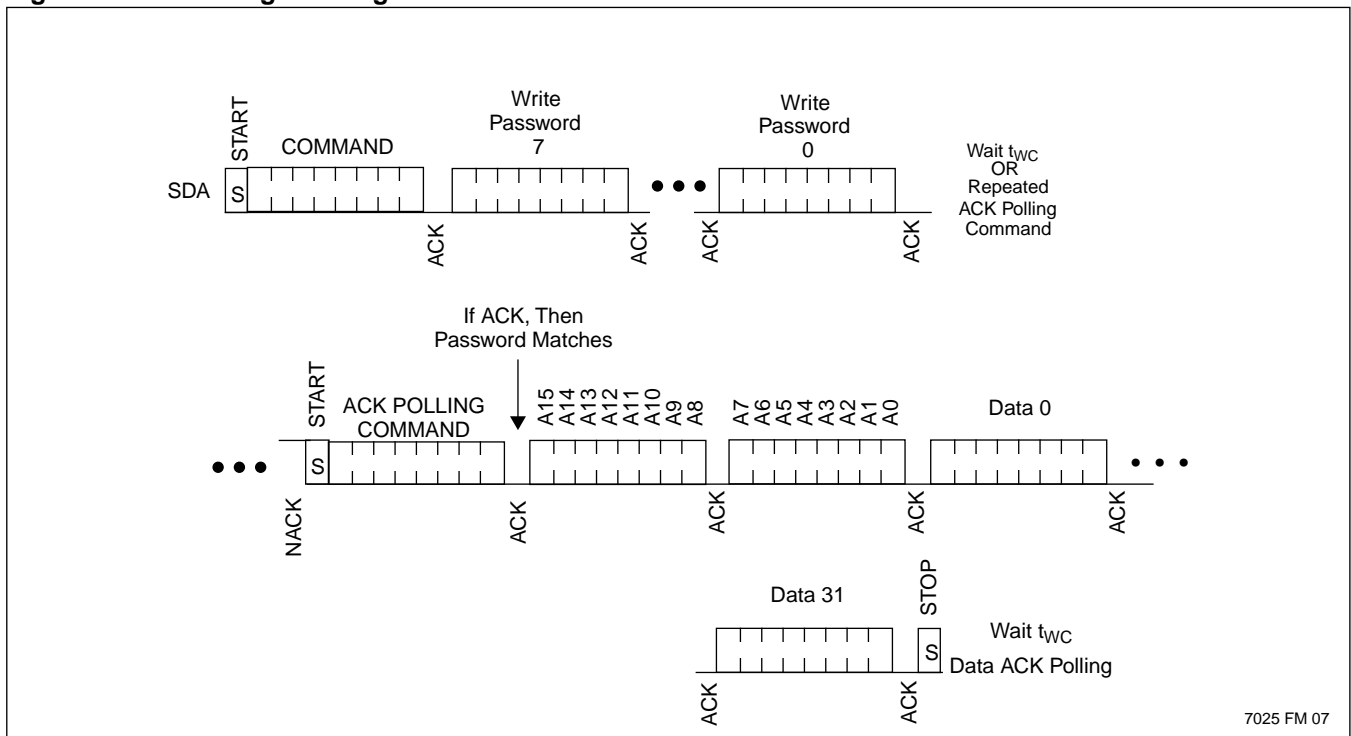 START
COMMAND
Write
Password
7
Write
Password
0
Wait tWC
OR
Repeated
ACK Polling
Command
SDA
S
ACK
ACK
ACK
ACK
If ACK, Then
Password Matches
START
ACK POLLING
COMMAND
A15
A14
A13
A12
A11
A10
A9
A8
A7
A6
A5
A4
A3
A2
A1
A0
Data 0
S
NACK
ACK
ACK
ACK
ACK
Data 31
STOP
S
Wait tWC
Data ACK Polling
ACK
ACK
7025 FM 07